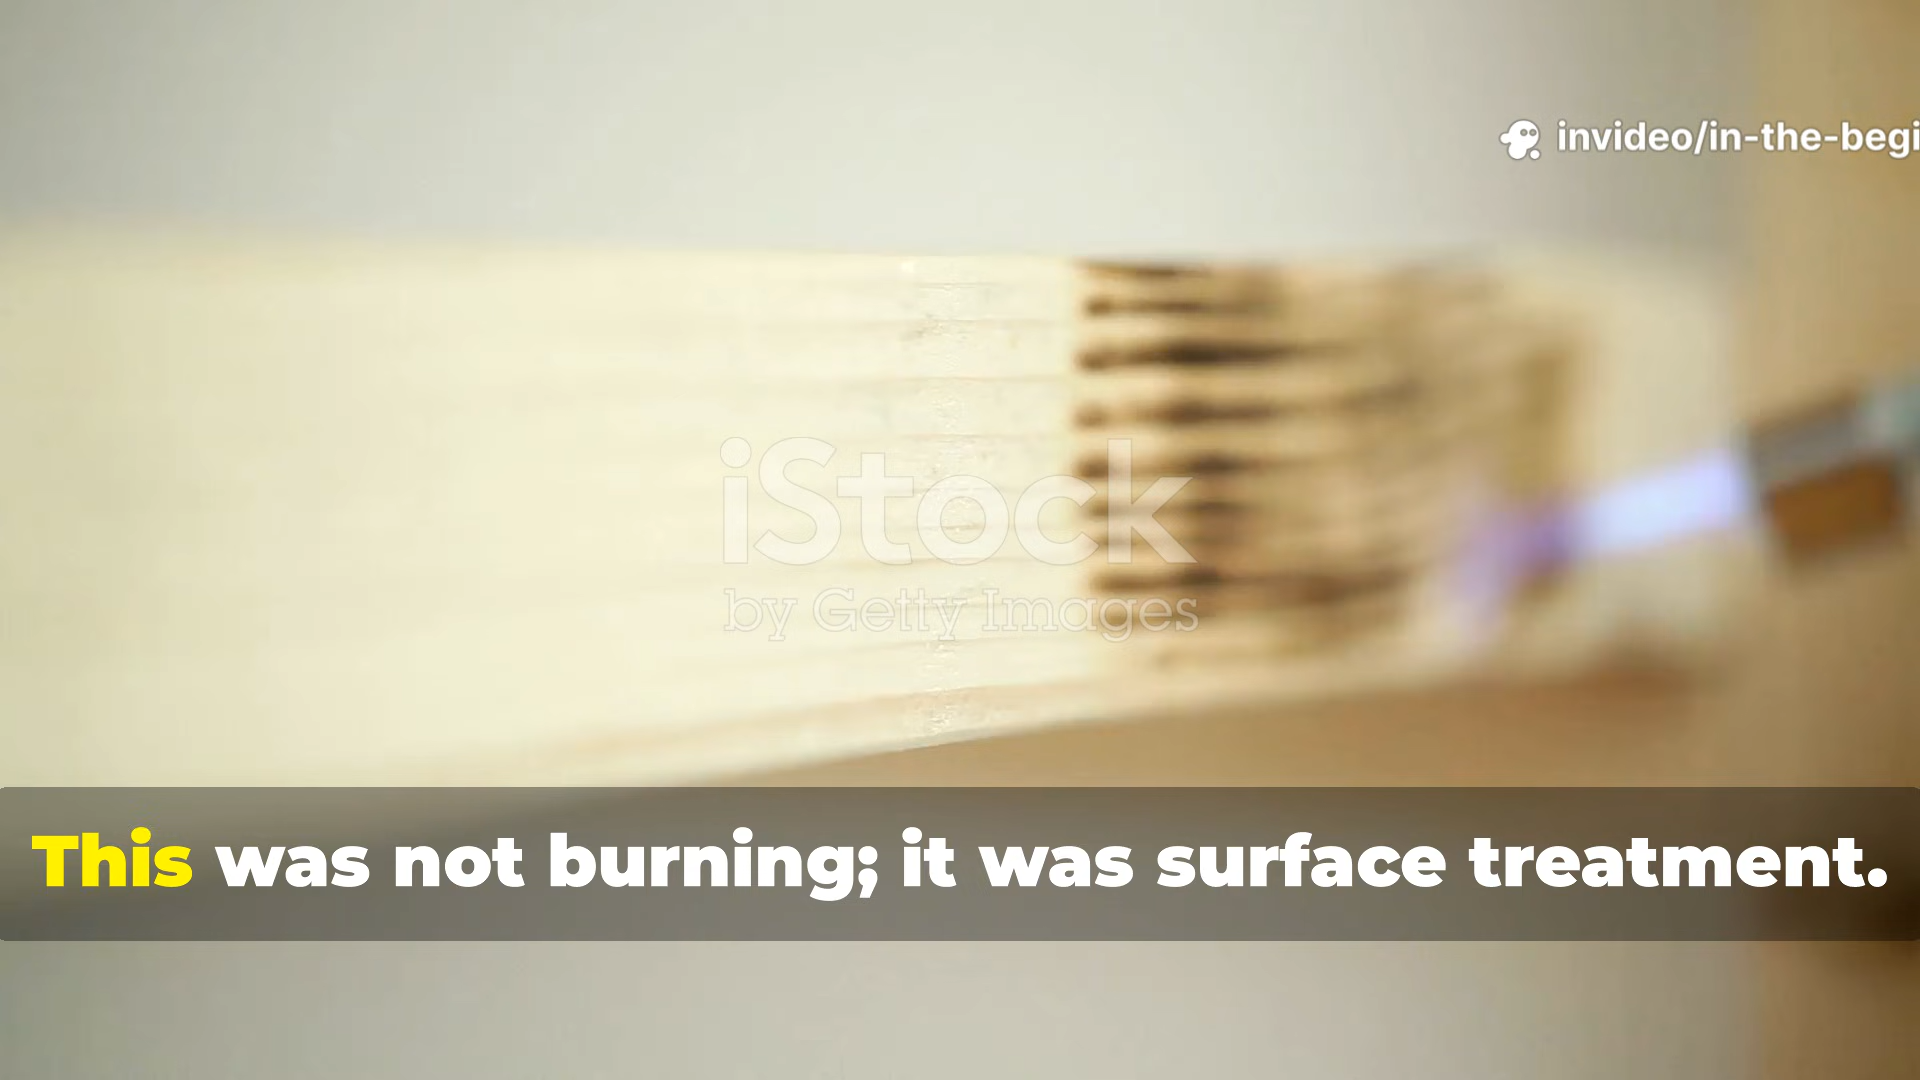 invideo/in-the-begi
iStock
by Getty Images
This was not burning; it was surface treatment.